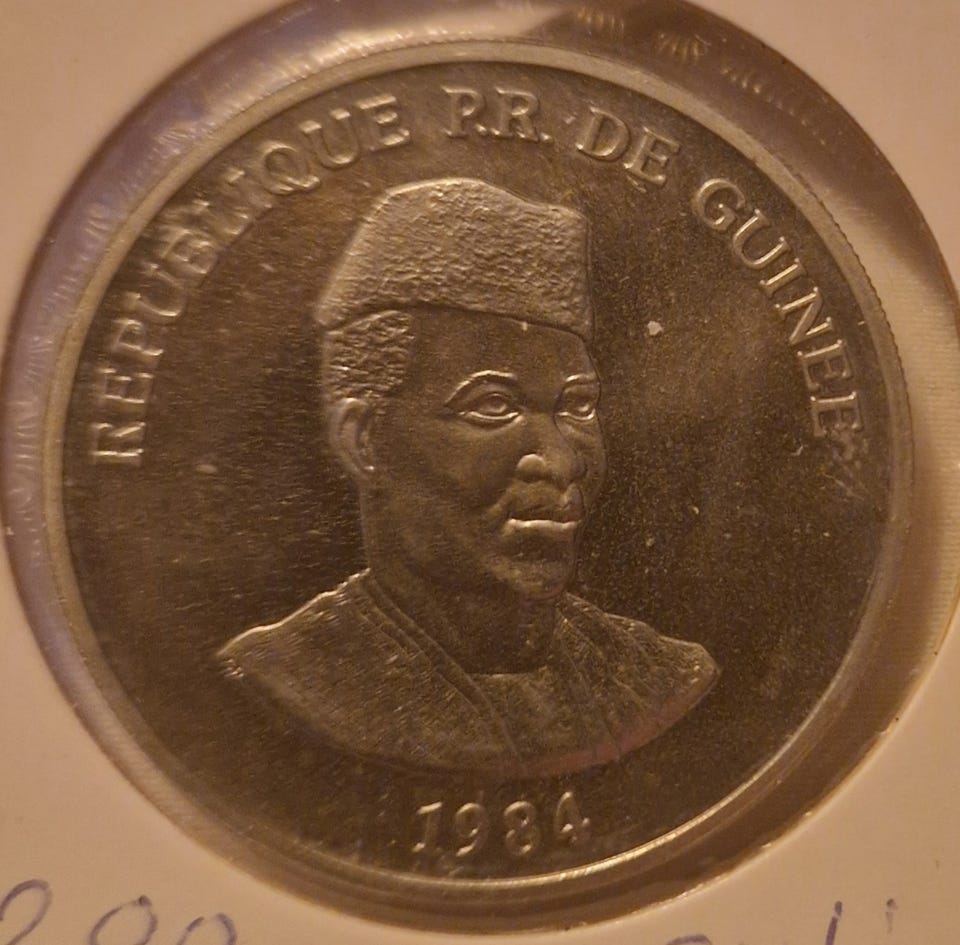 REPUBLIQUE P.R. DE GUINEE
1984